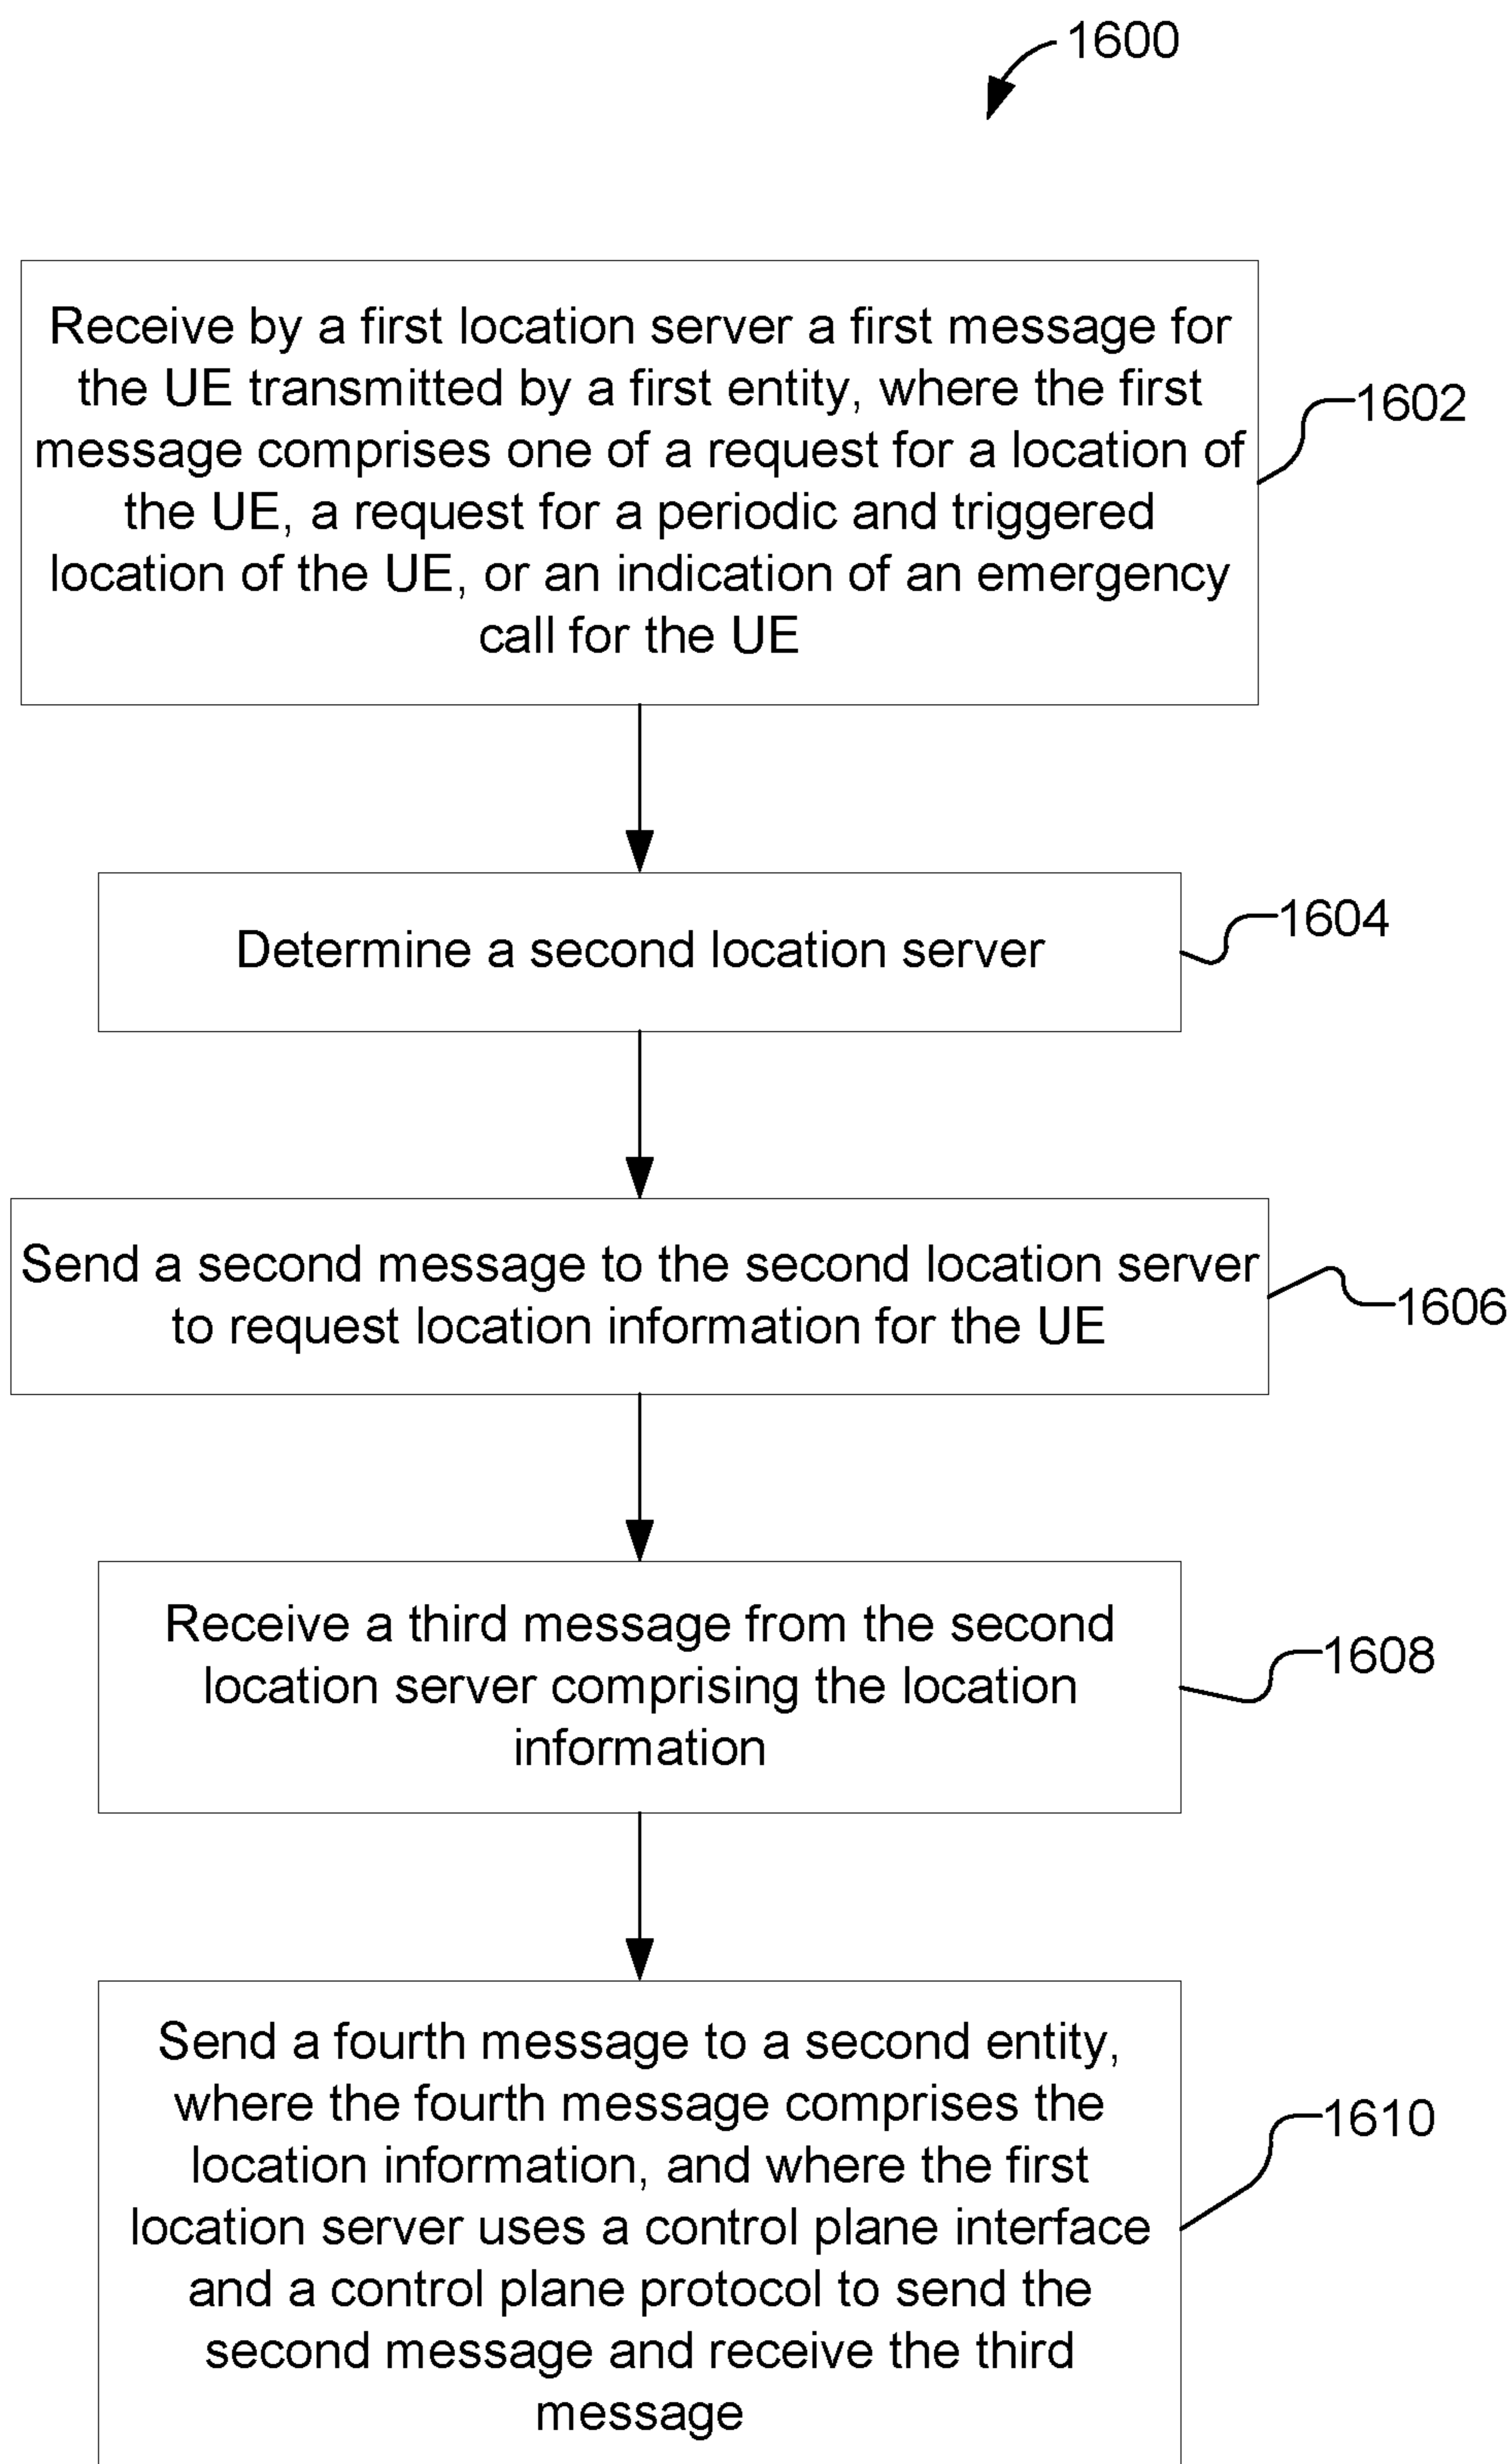 1600
Receive by a first location server a first message for
the UE transmitted by a first entity, where the first
message comprises one of a request for a location of
the UE, a request for a periodic and triggered
location of the UE, or an indication of an emergency
call for the UE
1602
Determine a second location server
1604
Send a second message to the second location server
to request location information for the UE
1606
Receive a third message from the second
location server comprising the location
information
1608
Send a fourth message to a second entity,
where the fourth message comprises the
location information, and where the first
location server uses a control plane interface
and a control plane protocol to send the
second message and receive the third
message
1610